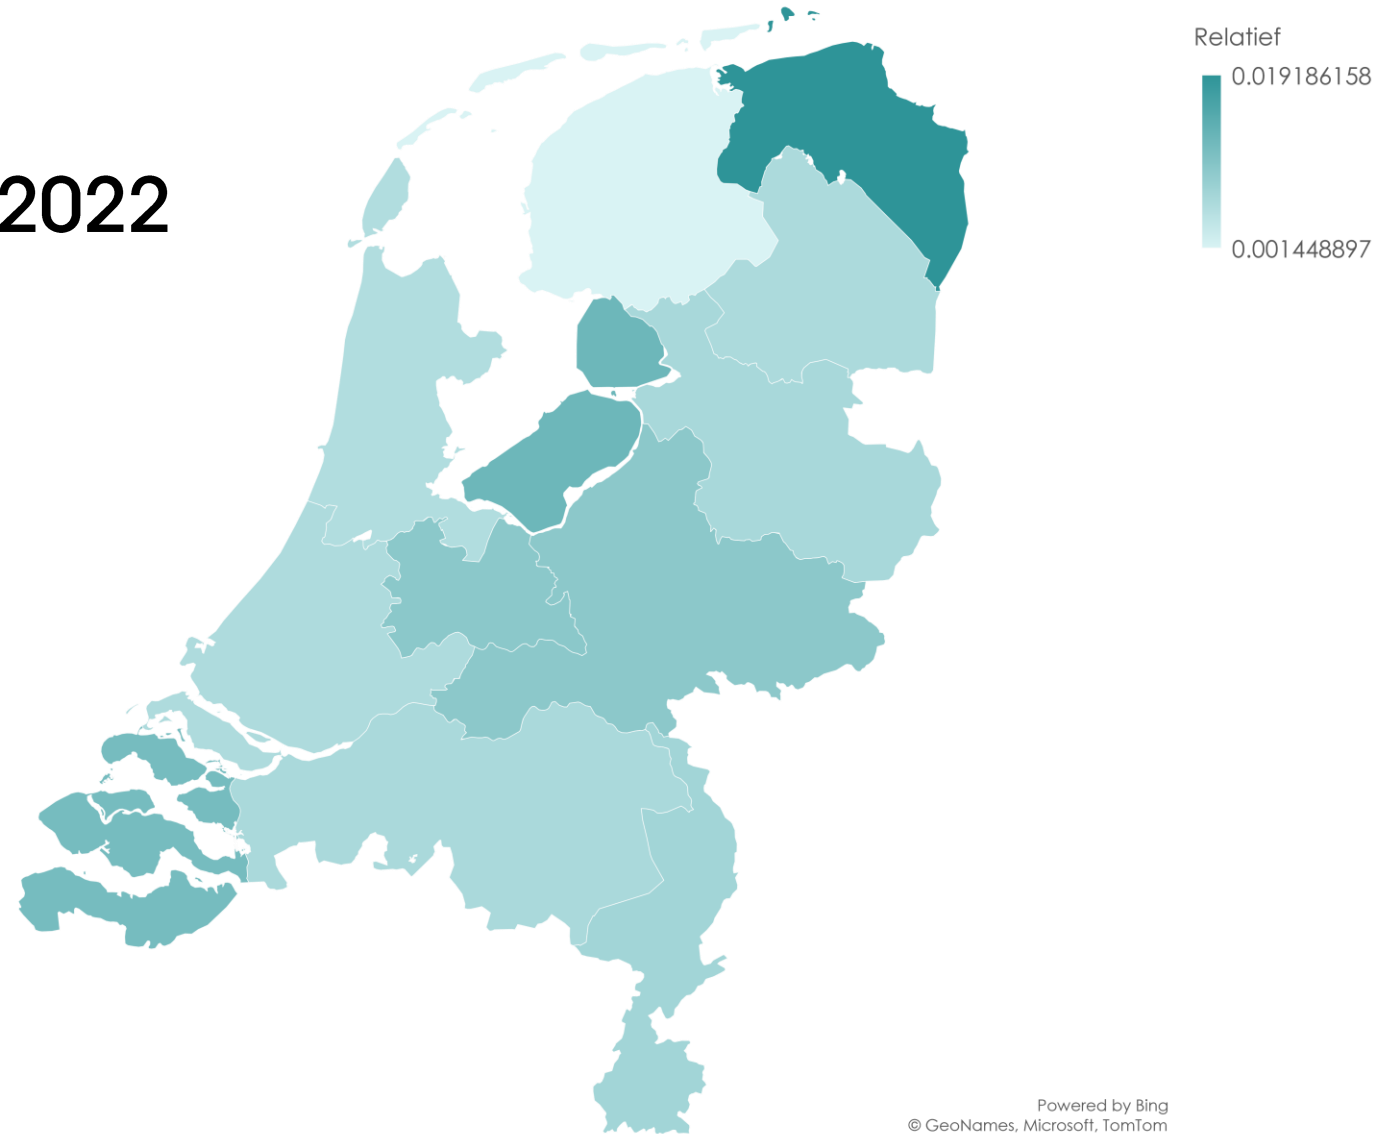 2022
Relatief
0.019186158
0.001448897
Powered by Bing
© GeoNames, Microsoft, TomTom